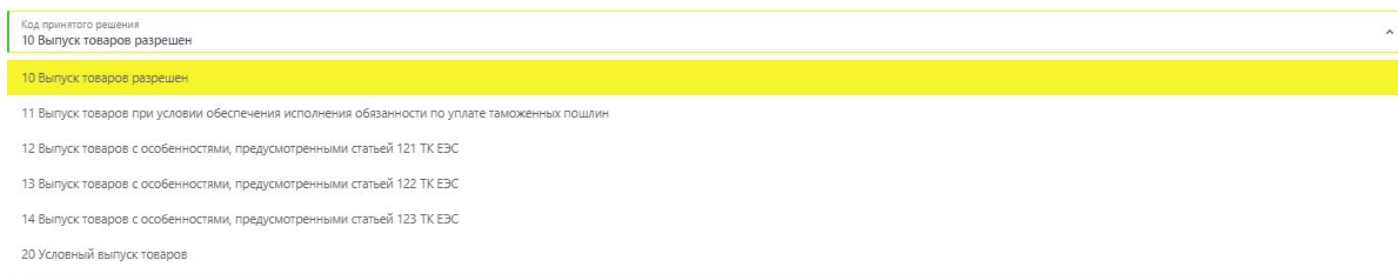 Код принятого решения
10 Выпуск товаров разрешен
10 Выпуск товаров разрешен
11 Выпуск товаров при условии обеспечения исполнения обязанности по уплате таможенных пошлин
12 Выпуск товаров с особенностями, предусмотренными статьей 121 ТК ЕЭС
13 Выпуск товаров с особенностями, предусмотренными статьей 122 ТК ЕЭС
14 Выпуск товаров с особенностями, предусмотренными статьей 123 ТК ЕЭС
20 Условный выпуск товаров